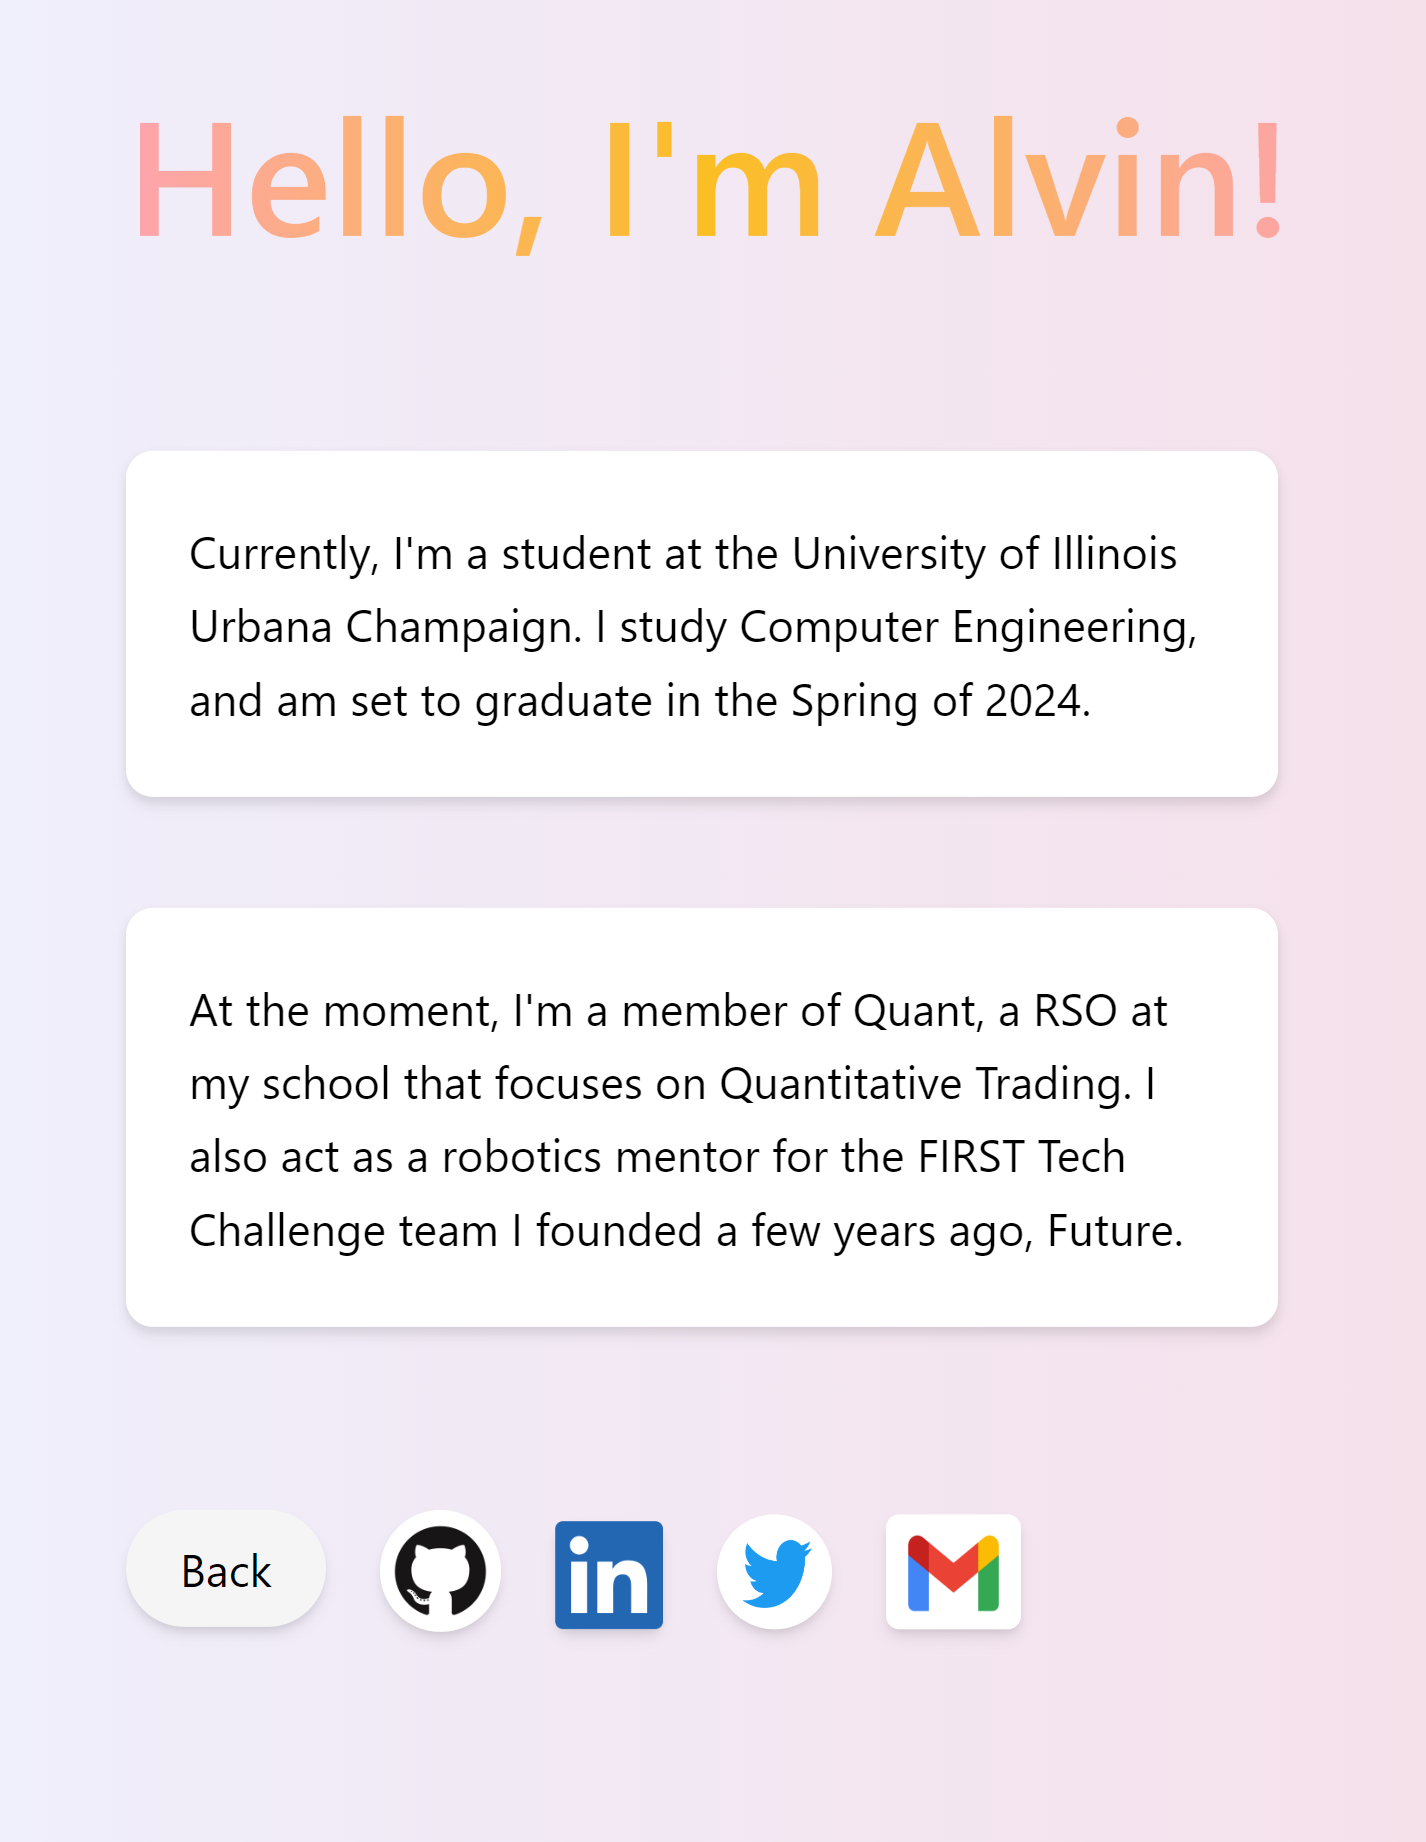 Hello, I'm Alvin!
Currently, I'm a student at the University of Illinois
Urbana Champaign. I study Computer Engineering,
and am set to graduate in the Spring of 2024.
At the moment, I'm a member of Quant, a RSO at
my school that focuses on Quantitative Trading. I
also act as a robotics mentor for the FIRST Tech
Challenge team I founded a few years ago, Future.
Back
in